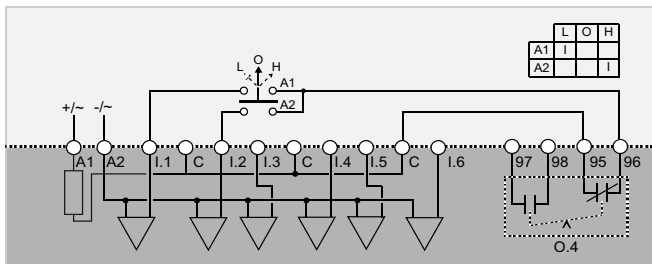 L O H
A1 I
A2 I
O
L H
A1
A2
+/~ -/~
A1 A2 I.1 C I.2 I.3 C I.4 I.5 C I.6 97 98 95 96
O.4